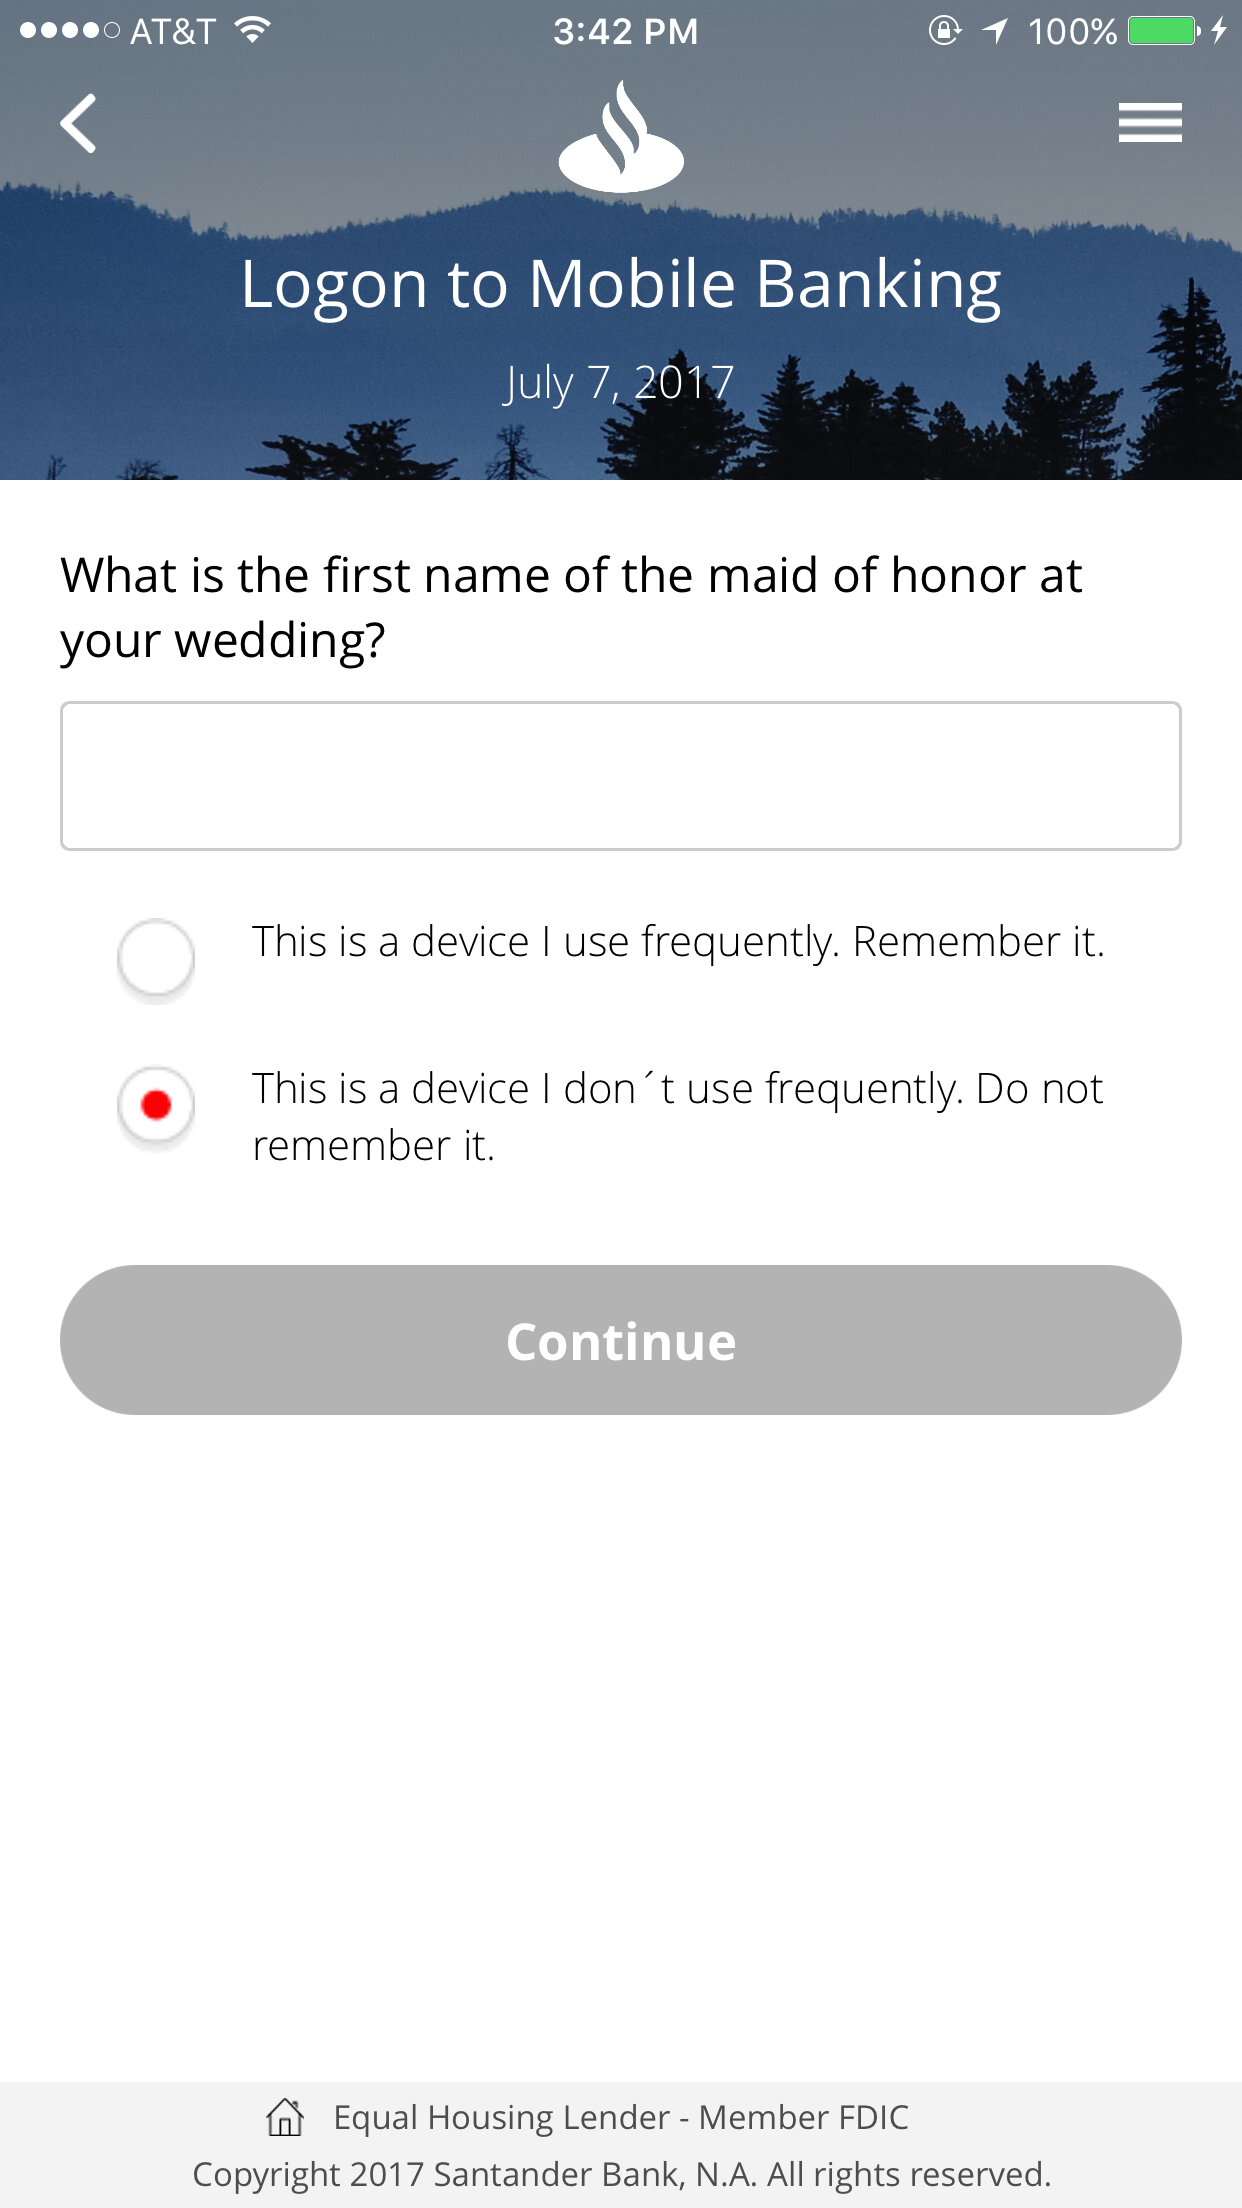 AT&T 3:42 PM 100%
Logon to Mobile Banking
July 7, 2017
What is the first name of the maid of honor at
your wedding?
This is a device I use frequently. Remember it.
This is a device I don´t use frequently. Do not
remember it.
Continue
Equal Housing Lender - Member FDIC
Copyright 2017 Santander Bank, N.A. All rights reserved.